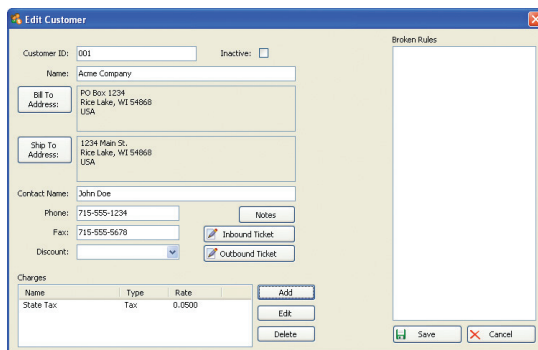 Edit Customer
Broken Rules
Customer ID: 001 Inactive:
Name: Acme Company
Bill To
Address:
PO Box 1234
Rice Lake, WI 54868
USA
Ship To
Address:
1234 Main St.
Rice Lake, WI 54868
USA
Contact Name: John Doe
Phone: 715-555-1234 Notes
Fax: 715-555-5678 Inbound Ticket
Discount: Outbound Ticket
Charges
Name Type Rate Add
State Tax Tax 0.0500
Edit
Delete Save Cancel